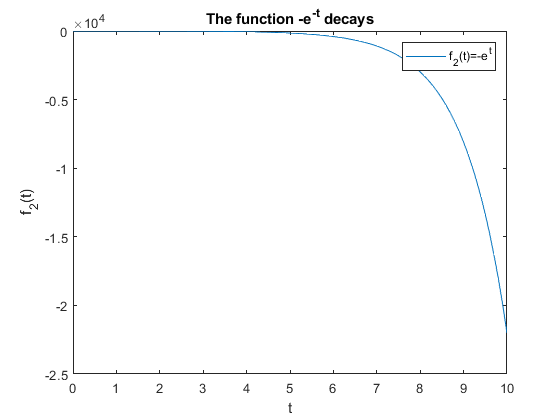 The function -e^-t decays
×10^4
f_2(t)=-e^t
0
-0.5
-1
-1.5
-2
-2.5
f_2(t)
0 1 2 3 4 5 6 7 8 9 10
t